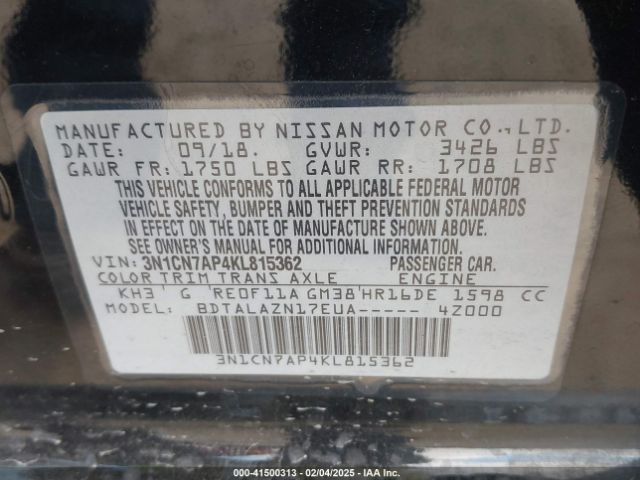 MANUFACTURED BY NISSAN MOTOR CO.,LTD.
DATE: 09/18. GVWR: 3426 LBS
GAWR FR: 1750 LBS GAWR RR: 1708 LBS
THIS VEHICLE CONFORMS TO ALL APPLICABLE FEDERAL MOTOR
VEHICLE SAFETY, BUMPER AND THEFT PREVENTION STANDARDS
IN EFFECT ON THE DATE OF MANUFACTURE SHOWN ABOVE.
SEE OWNER'S MANUAL FOR ADDITIONAL INFORMATION.
VIN: 3N1CN7AP4KL815362 PASSENGER CAR.
COLOR TRIM TRANS AXLE ENGINE
KH3 G RE0F11A GM38 HR16DE 1598 CC
MODEL: BDTALAZN17EUA----- 4Z000
3N1CN7AP4KL815362
000-41500313 - 02/04/2025 - IAA Inc.